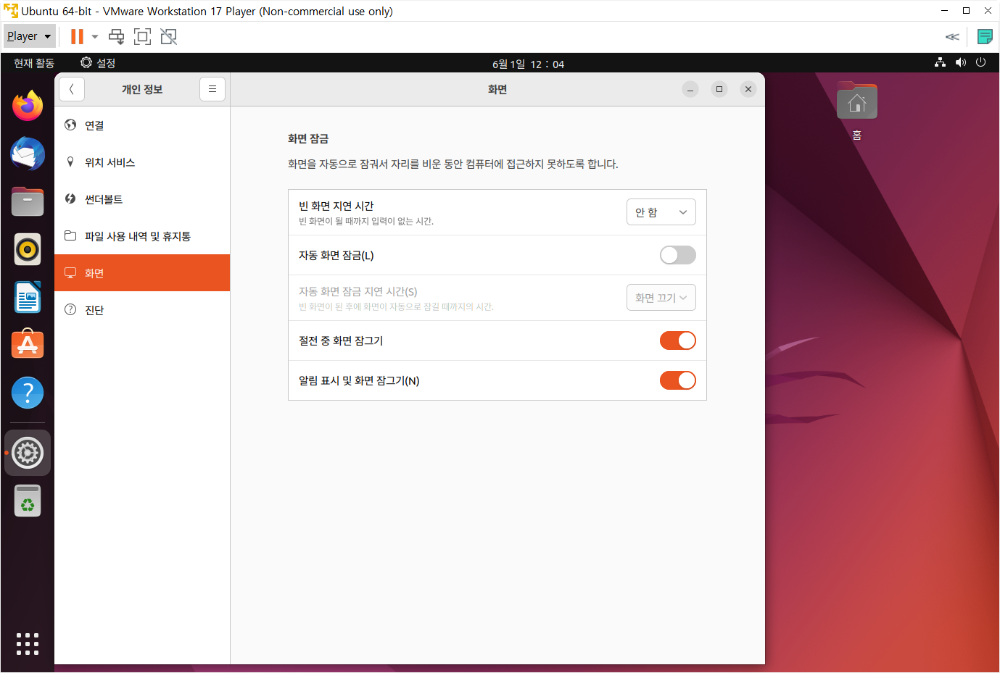 Ubuntu 64-bit - VMware Workstation 17 Player (Non-commercial use only)
Player
현재 활동
설정
6월 1일 12 : 04
개인 정보
화면
홈
연결
위치 서비스
썬더볼트
파일 사용 내역 및 휴지통
화면
진단
화면 잠금
화면을 자동으로 잠궈서 자리를 비운 동안 컴퓨터에 접근하지 못하도록 합니다.
빈 화면 지연 시간
빈 화면이 될 때까지 입력이 없는 시간.
안 함
자동 화면 잠금(L)
자동 화면 잠금 지연 시간(S)
빈 화면이 된 후에 화면이 자동으로 잠길 때까지의 시간.
화면 끄기
절전 중 화면 잠그기
알림 표시 및 화면 잠그기(N)